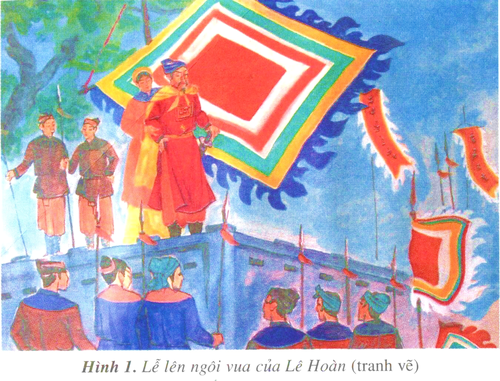 Hình 1. Lễ lên ngôi vua của Lê Hoàn (tranh vẽ)